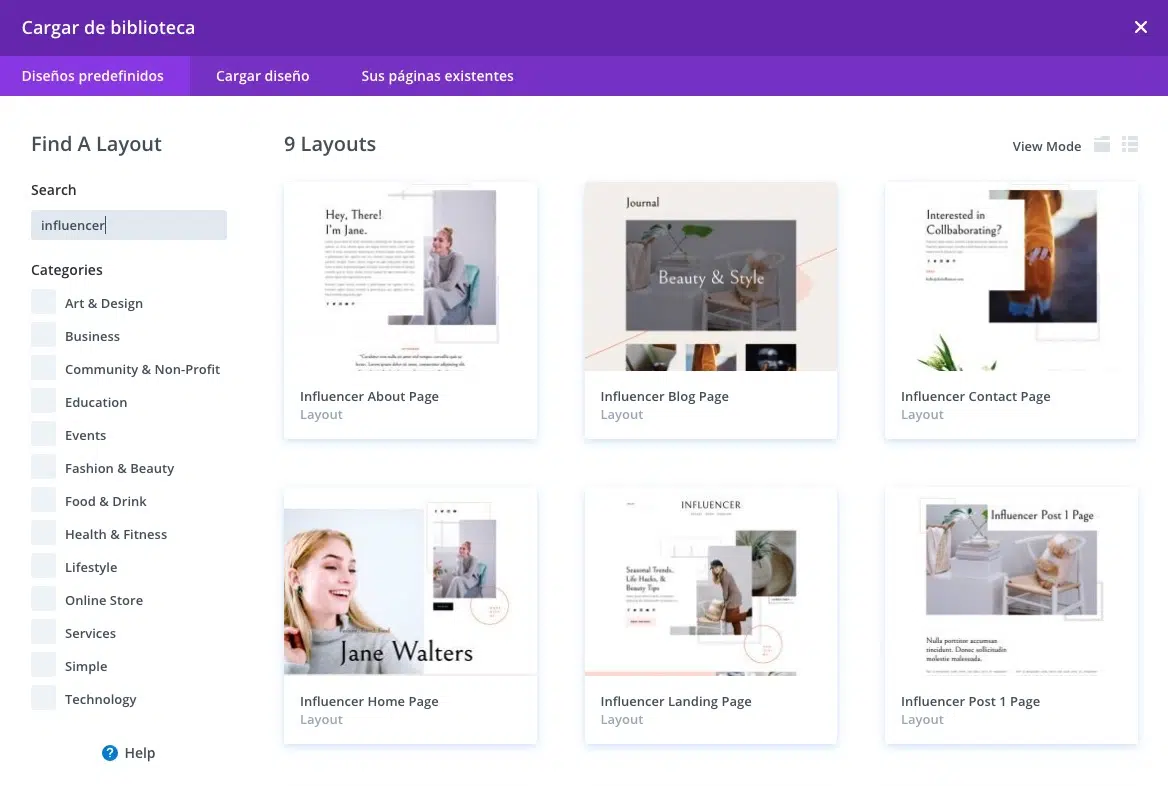 Cargar de biblioteca
Diseños predefinidos
Cargar diseño
Sus páginas existentes
Find A Layout
Search
influencer
Categories
Art & Design
Business
Community & Non-Profit
Education
Events
Fashion & Beauty
Food & Drink
Health & Fitness
Lifestyle
Online Store
Services
Simple
Technology
? Help
9 Layouts
View Mode
Hey, There!
I'm Jane.
Influencer About Page
Layout
Journal
Beauty & Style
Influencer Blog Page
Layout
Interested in
Collbaborating?
Influencer Contact Page
Layout
Jane Walters
Influencer Home Page
Layout
INFLUENCER
Seasonal Trends,
Life Hacks, &
Beauty Tips
Influencer Landing Page
Layout
Influencer Post 1 Page
Nulla porttitor accumsan
tincidunt. Donec sollicitudin
molestie malesuada.
Influencer Post 1 Page
Layout